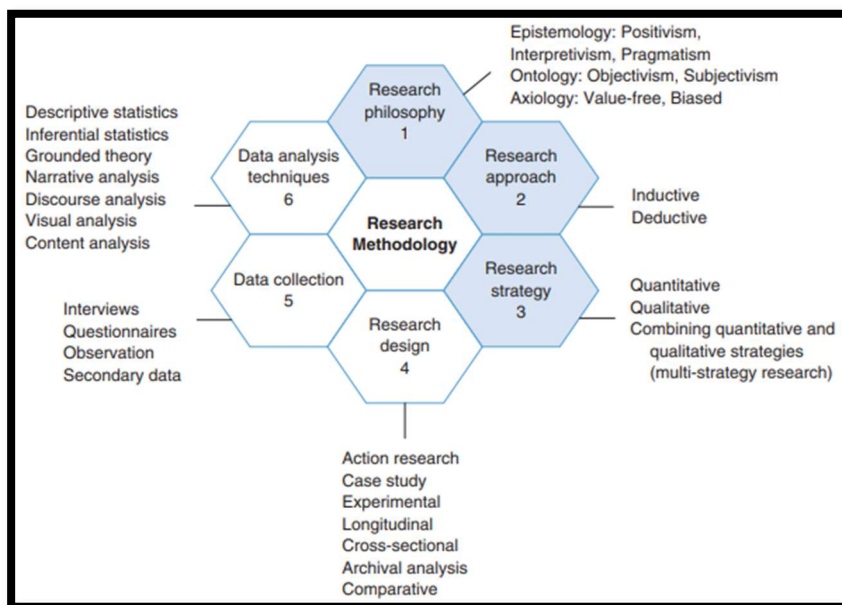 Epistemology: Positivism,
Interpretivism, Pragmatism
Ontology: Objectivism, Subjectivism
Axiology: Value-free, Biased
Research
philosophy
1
Research
approach
2
Inductive
Deductive
Research
strategy
3
Quantitative
Qualitative
Combining quantitative and
qualitative strategies
(multi-strategy research)
Research
design
4
Action research
Case study
Experimental
Longitudinal
Cross-sectional
Archival analysis
Comparative
Data collection
5
Interviews
Questionnaires
Observation
Secondary data
Data analysis
techniques
6
Descriptive statistics
Inferential statistics
Grounded theory
Narrative analysis
Discourse analysis
Visual analysis
Content analysis
Research
Methodology